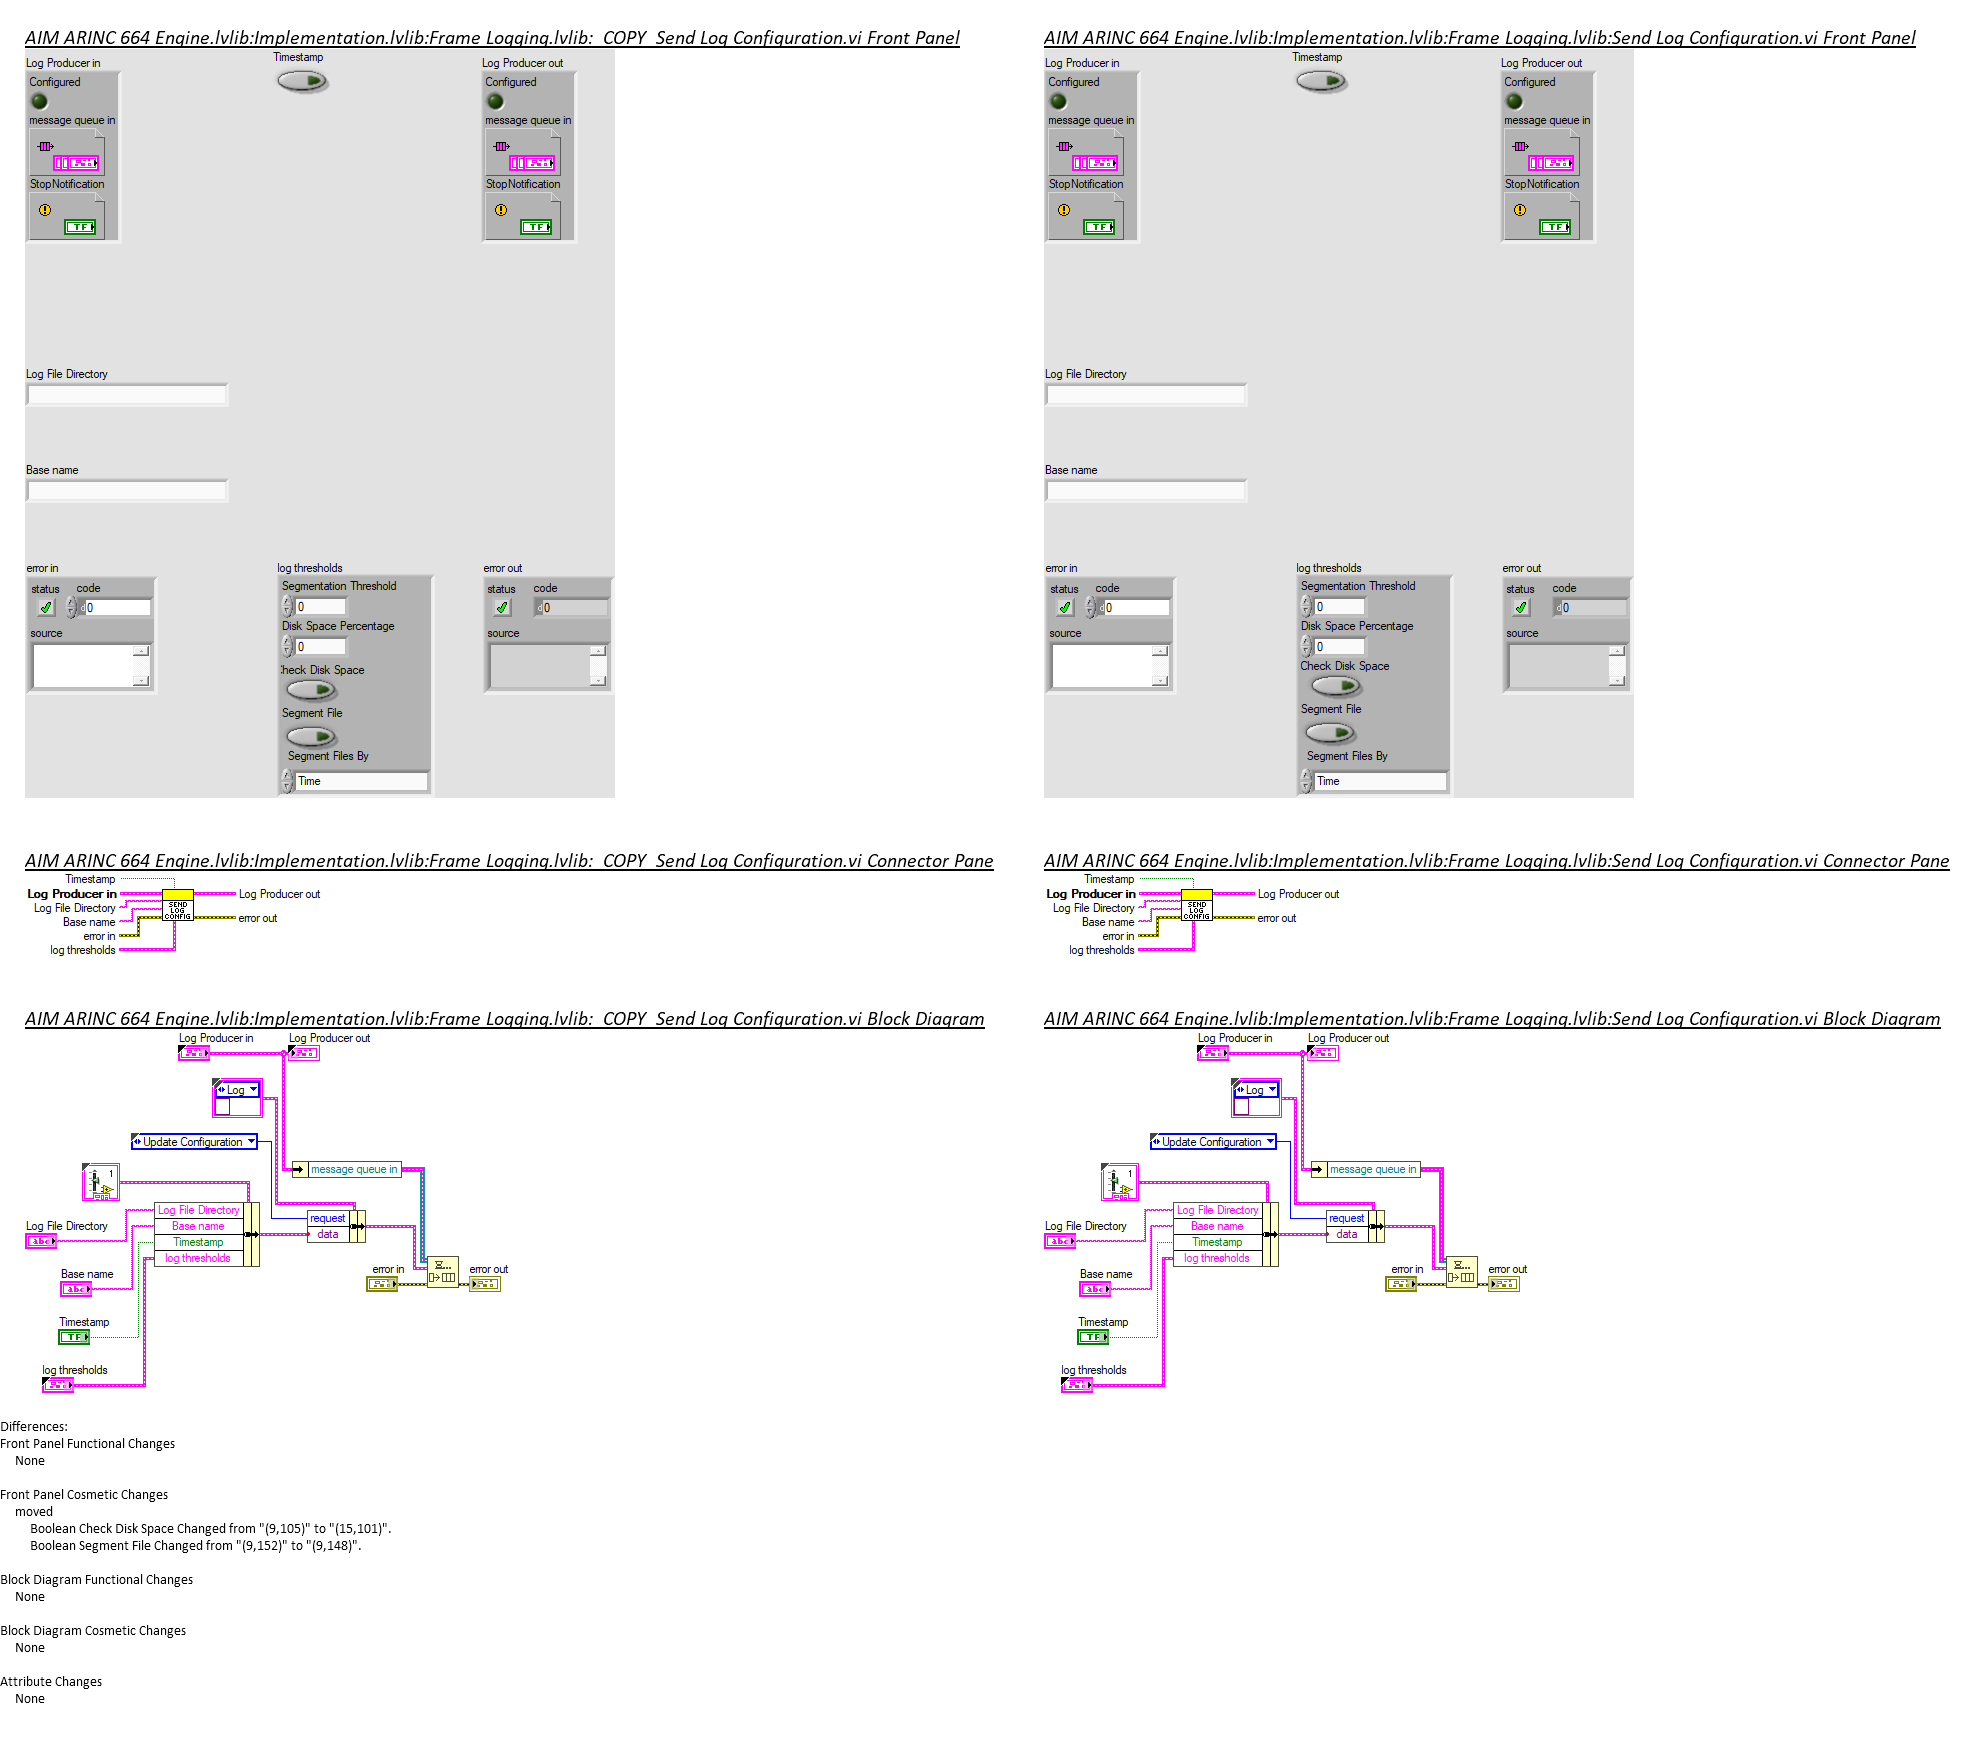 AIM ARINC 664 Engine.lvlib:Implementation.lvlib:Frame Logging.lvlib:  COPY  Send Log Configuration.vi Front Panel
Timestamp
Log Producer in
Log Producer out
Configured
Configured
message queue in
message queue in
StopNotification
StopNotification
TF
TF
Log File Directory
Base name
error in
log thresholds
error out
status
code
Segmentation Threshold
status
code
d0
0
d0
source
Disk Space Percentage
source
0
heck Disk Space
Segment File
Segment Files By
Time
AIM ARINC 664 Engine.lvlib:Implementation.lvlib:Frame Logging.lvlib:Send Log Configuration.vi Front Panel
Timestamp
Log Producer in
Log Producer out
Configured
Configured
message queue in
message queue in
StopNotification
StopNotification
TF
TF
Log File Directory
Base name
error in
log thresholds
error out
status
code
Segmentation Threshold
status
code
d0
0
d0
source
Disk Space Percentage
source
0
Check Disk Space
Segment File
Segment Files By
Time
AIM ARINC 664 Engine.lvlib:Implementation.lvlib:Frame Logging.lvlib:  COPY  Send Log Configuration.vi Connector Pane
Timestamp
Log Producer in
Log Producer out
Log File Directory
Base name
error out
error in
log thresholds
SEND
LOG
CONFIG
AIM ARINC 664 Engine.lvlib:Implementation.lvlib:Frame Logging.lvlib:Send Log Configuration.vi Connector Pane
Timestamp
Log Producer in
Log Producer out
Log File Directory
Base name
error out
error in
log thresholds
SEND
LOG
CONFIG
AIM ARINC 664 Engine.lvlib:Implementation.lvlib:Frame Logging.lvlib:  COPY  Send Log Configuration.vi Block Diagram
Log Producer in
Log Producer out
Log
Update Configuration
message queue in
1
Log File Directory
request
Log File Directory
Base name
data
abc
Timestamp
log thresholds
Base name
error in
error out
abc
Timestamp
TF
log thresholds
AIM ARINC 664 Engine.lvlib:Implementation.lvlib:Frame Logging.lvlib:Send Log Configuration.vi Block Diagram
Log Producer in
Log Producer out
Log
Update Configuration
message queue in
1
Log File Directory
request
Log File Directory
Base name
data
abc
Timestamp
log thresholds
Base name
error in
error out
abc
Timestamp
TF
log thresholds
Differences:
Front Panel Functional Changes
None
Front Panel Cosmetic Changes
moved
Boolean Check Disk Space Changed from "(9,105)" to "(15,101)".
Boolean Segment File Changed from "(9,152)" to "(9,148)".
Block Diagram Functional Changes
None
Block Diagram Cosmetic Changes
None
Attribute Changes
None